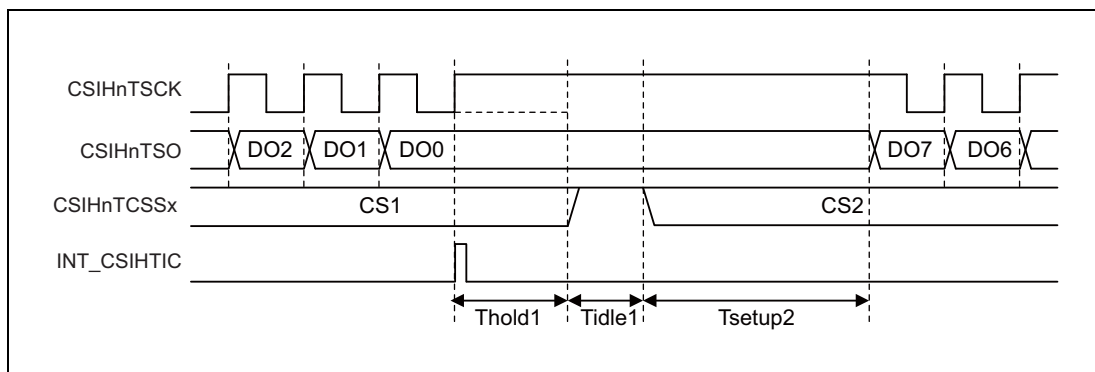 CSIHnTSCK
CSIHnTSO DO2 DO1 DO0 DO7 DO6
CSIHnTCSSx CS1 CS2
INT_CSIHTIC
Thold1 Tidle1 Tsetup2